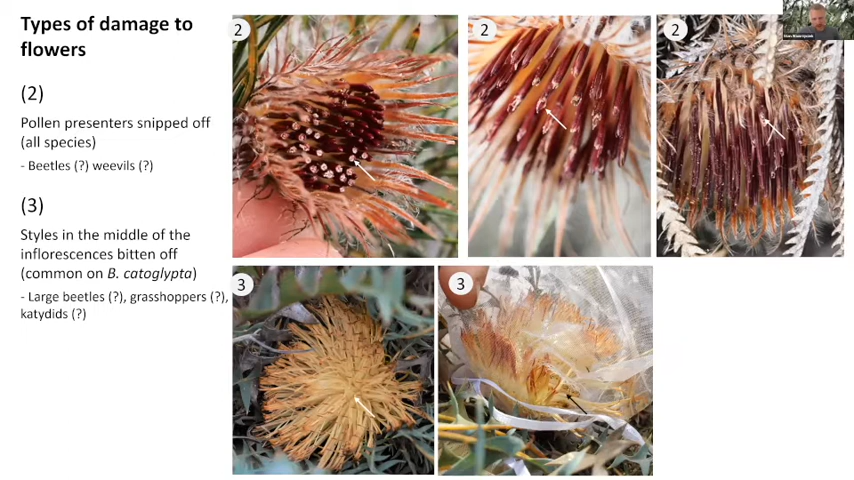 Types of damage to
flowers
(2)
Pollen presenters snipped off
(all species)
- Beetles (?) weevils (?)
(3)
Styles in the middle of the
inflorescences bitten off
(common on B. catoglypta)
- Large beetles (?), grasshoppers (?),
katydids (?)
2
2
2
3
3